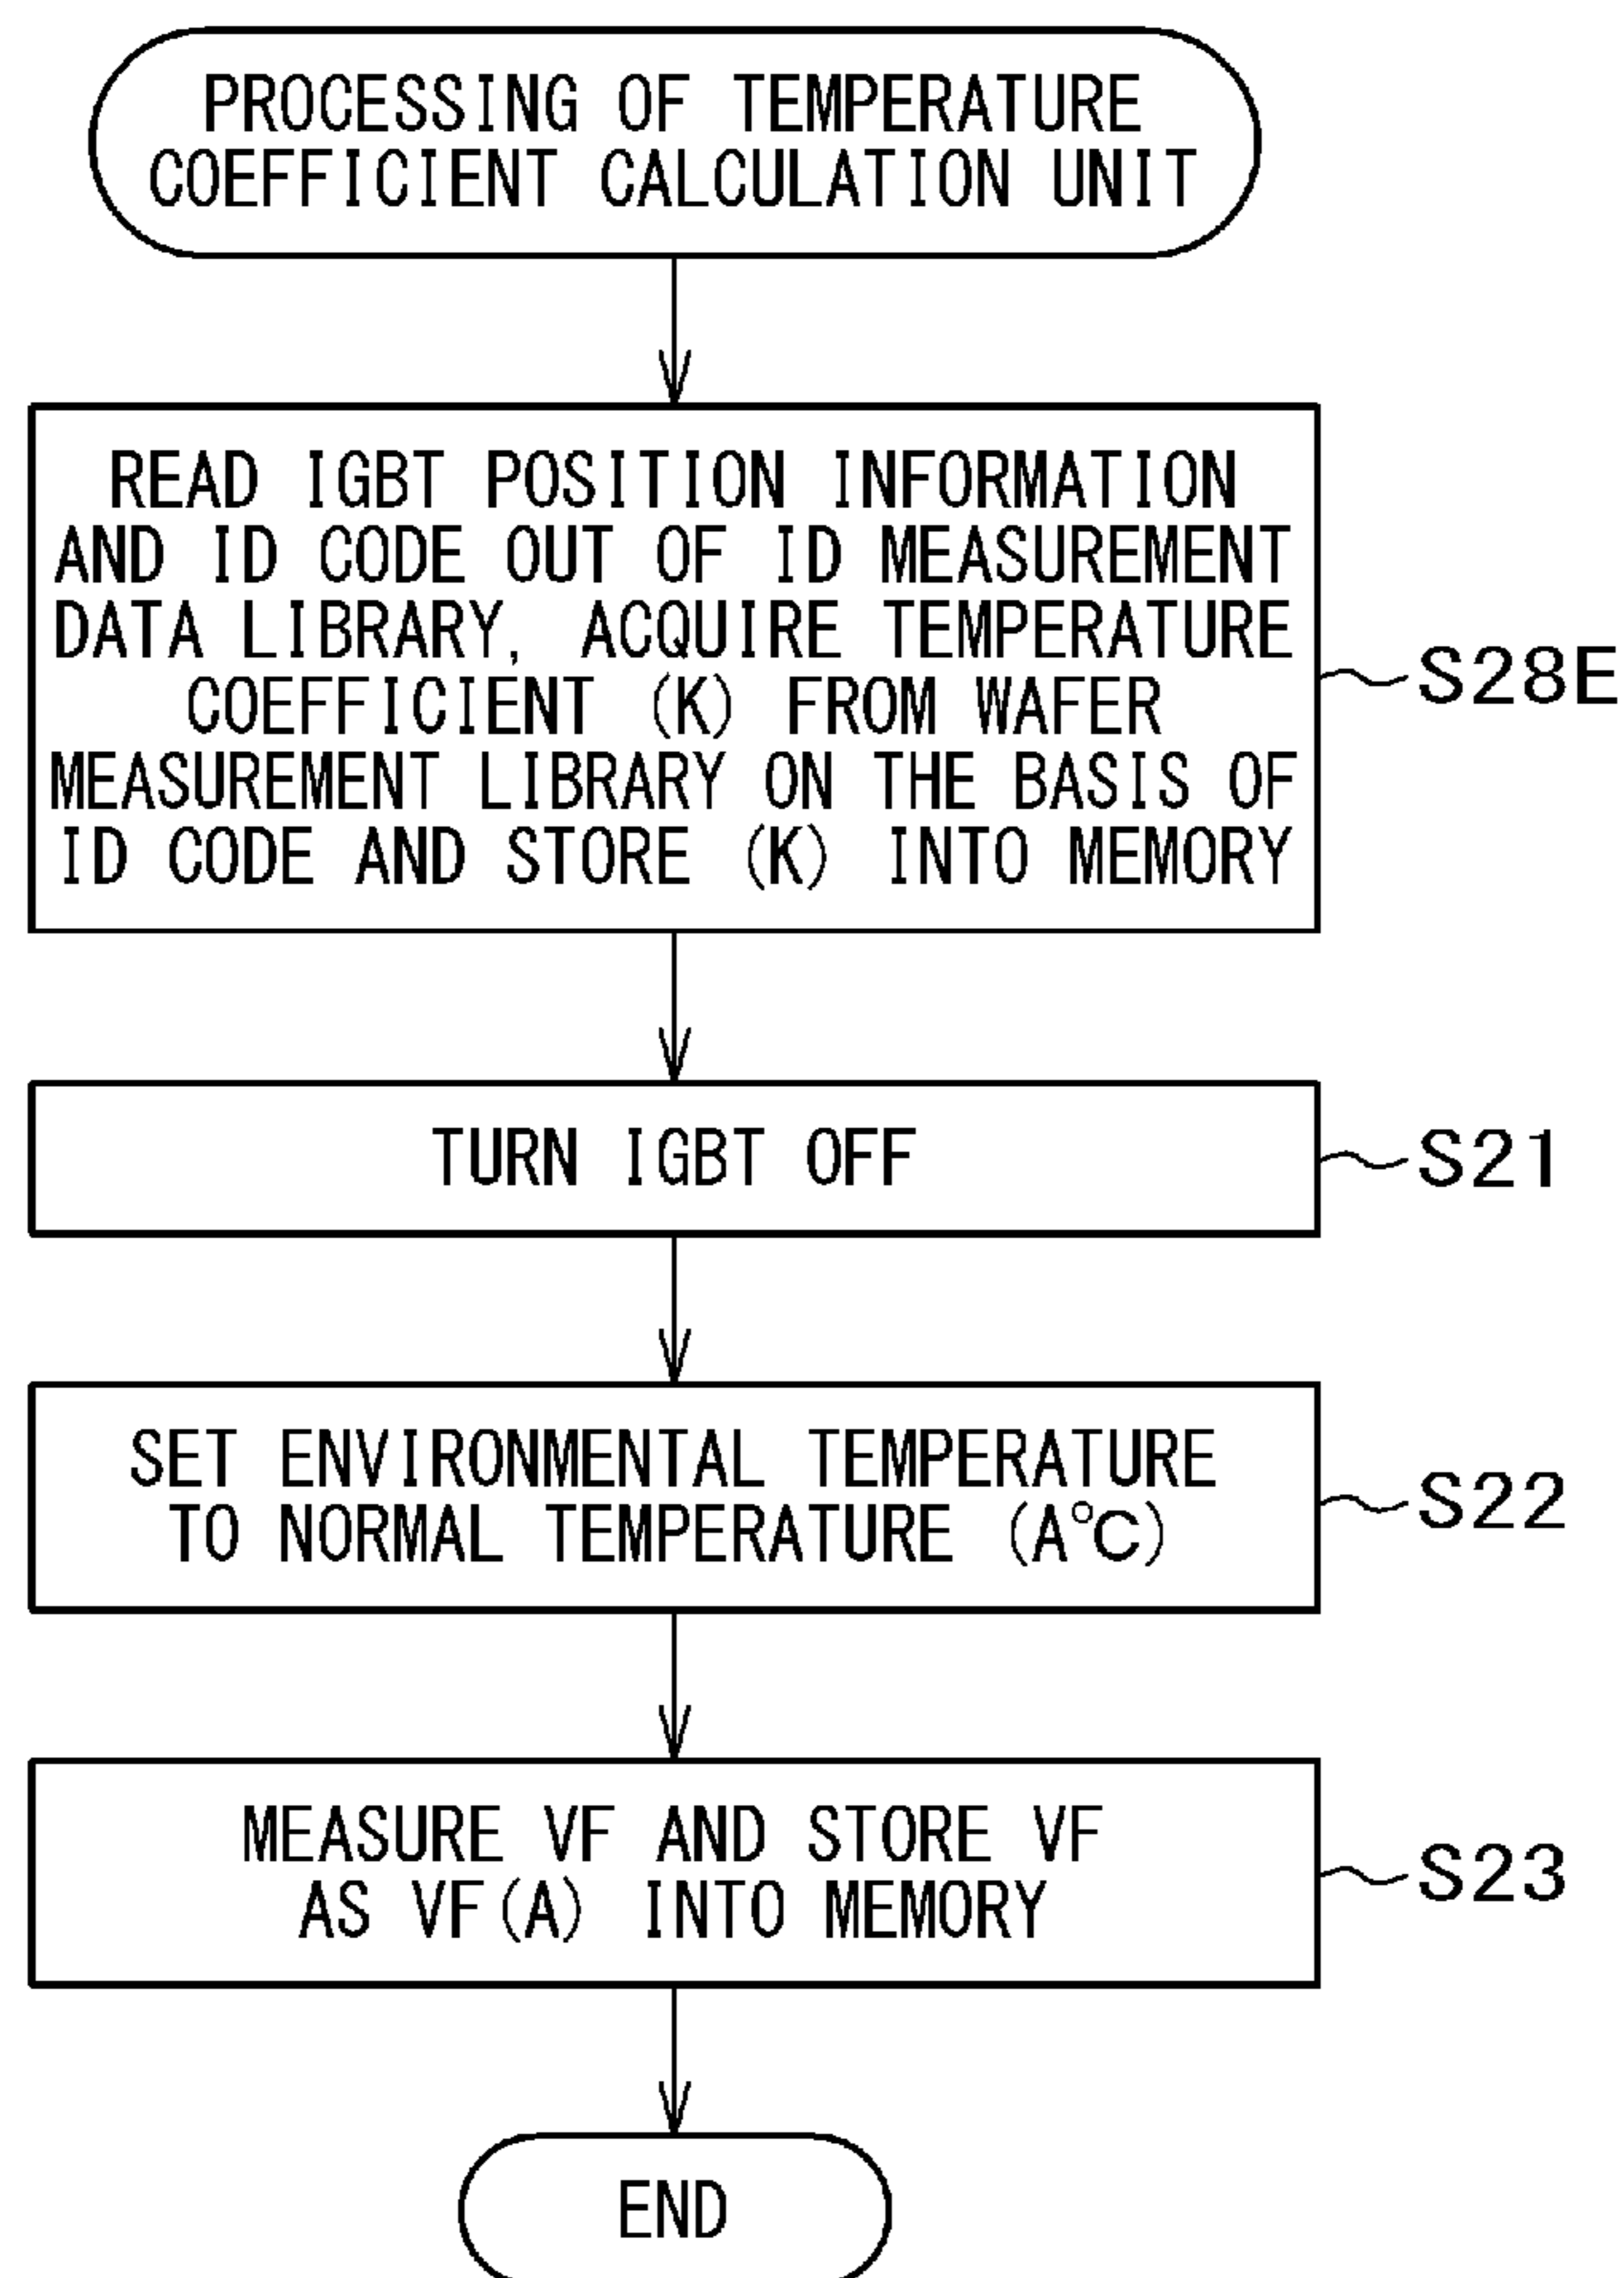 PROCESSING OF TEMPERATURE
COEFFICIENT CALCULATION UNIT
READ IGBT POSITION INFORMATION
AND ID CODE OUT OF ID MEASUREMENT
DATA LIBRARY, ACQUIRE TEMPERATURE
COEFFICIENT (K) FROM WAFER
MEASUREMENT LIBRARY ON THE BASIS OF
ID CODE AND STORE (K) INTO MEMORY
S28E
TURN IGBT OFF
S21
SET ENVIRONMENTAL TEMPERATURE
TO NORMAL TEMPERATURE (A°C)
S22
MEASURE VF AND STORE VF
AS VF(A) INTO MEMORY
S23
END